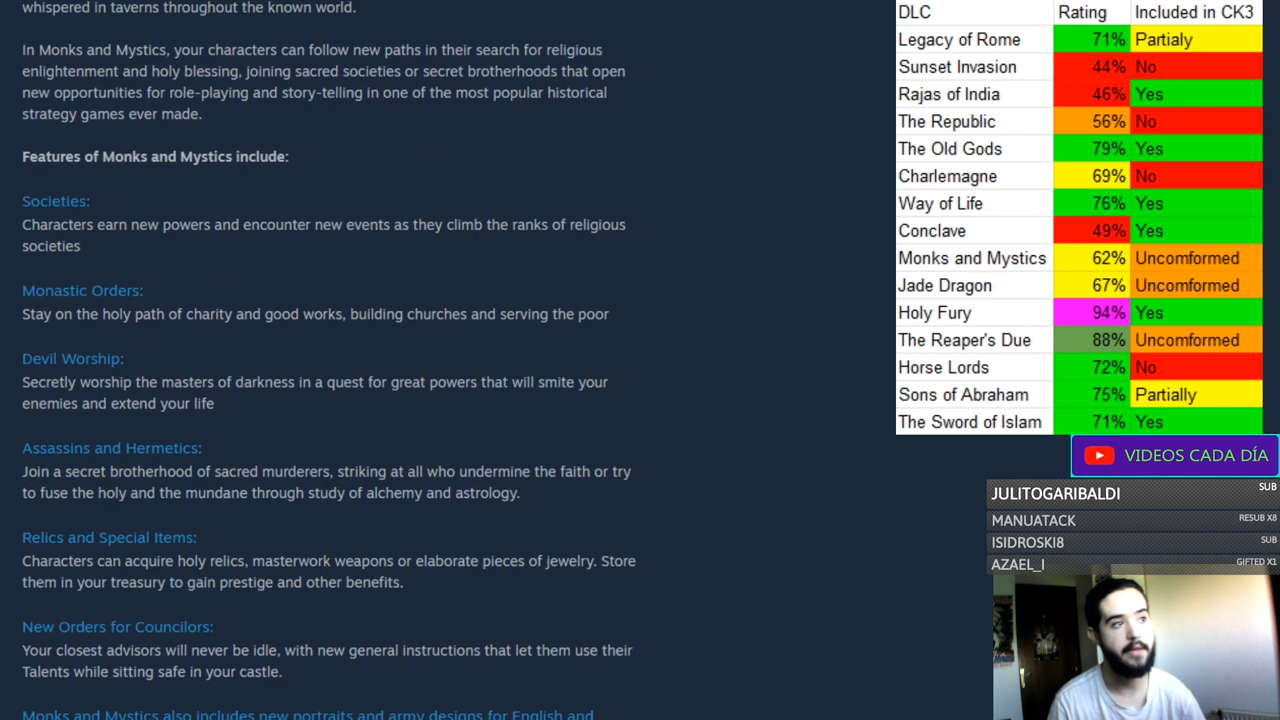 whispered in taverns throughout the known world.
In Monks and Mystics, your characters can follow new paths in their search for religious
enlightenment and holy blessing, joining sacred societies or secret brotherhoods that open
new opportunities for role-playing and story-telling in one of the most popular historical
strategy games ever made.
Features of Monks and Mystics include:
Societies:
Characters earn new powers and encounter new events as they climb the ranks of religious
societies
Monastic Orders:
Stay on the holy path of charity and good works, building churches and serving the poor
Devil Worship:
Secretly worship the masters of darkness in a quest for great powers that will smite your
enemies and extend your life
Assassins and Hermetics:
Join a secret brotherhood of sacred murderers, striking at all who undermine the faith or try
to fuse the holy and the mundane through study of alchemy and astrology.
Relics and Special Items:
Characters can acquire holy relics, masterwork weapons or elaborate pieces of jewelry. Store
them in your treasury to gain prestige and other benefits.
New Orders for Councilors:
Your closest advisors will never be idle, with new general instructions that let them use their
Talents while sitting safe in your castle.
Monks and Mystics also includes new portraits and army designs for English and
DLC Rating Included in CK3
Legacy of Rome 71% Partialy
Sunset Invasion 44% No
Rajas of India 46% Yes
The Republic 56% No
The Old Gods 79% Yes
Charlemagne 69% No
Way of Life 76% Yes
Conclave 49% Yes
Monks and Mystics 62% Uncomformed
Jade Dragon 67% Uncomformed
Holy Fury 94% Yes
The Reaper's Due 88% Uncomformed
Horse Lords 72% No
Sons of Abraham 75% Partially
The Sword of Islam 71% Yes
VIDEOS CADA DÍA
JULITOGARIBALDI SUB
MANUATACK RESUB X8
ISIDROSKI8 SUB
AZAEL_I GIFTED X1